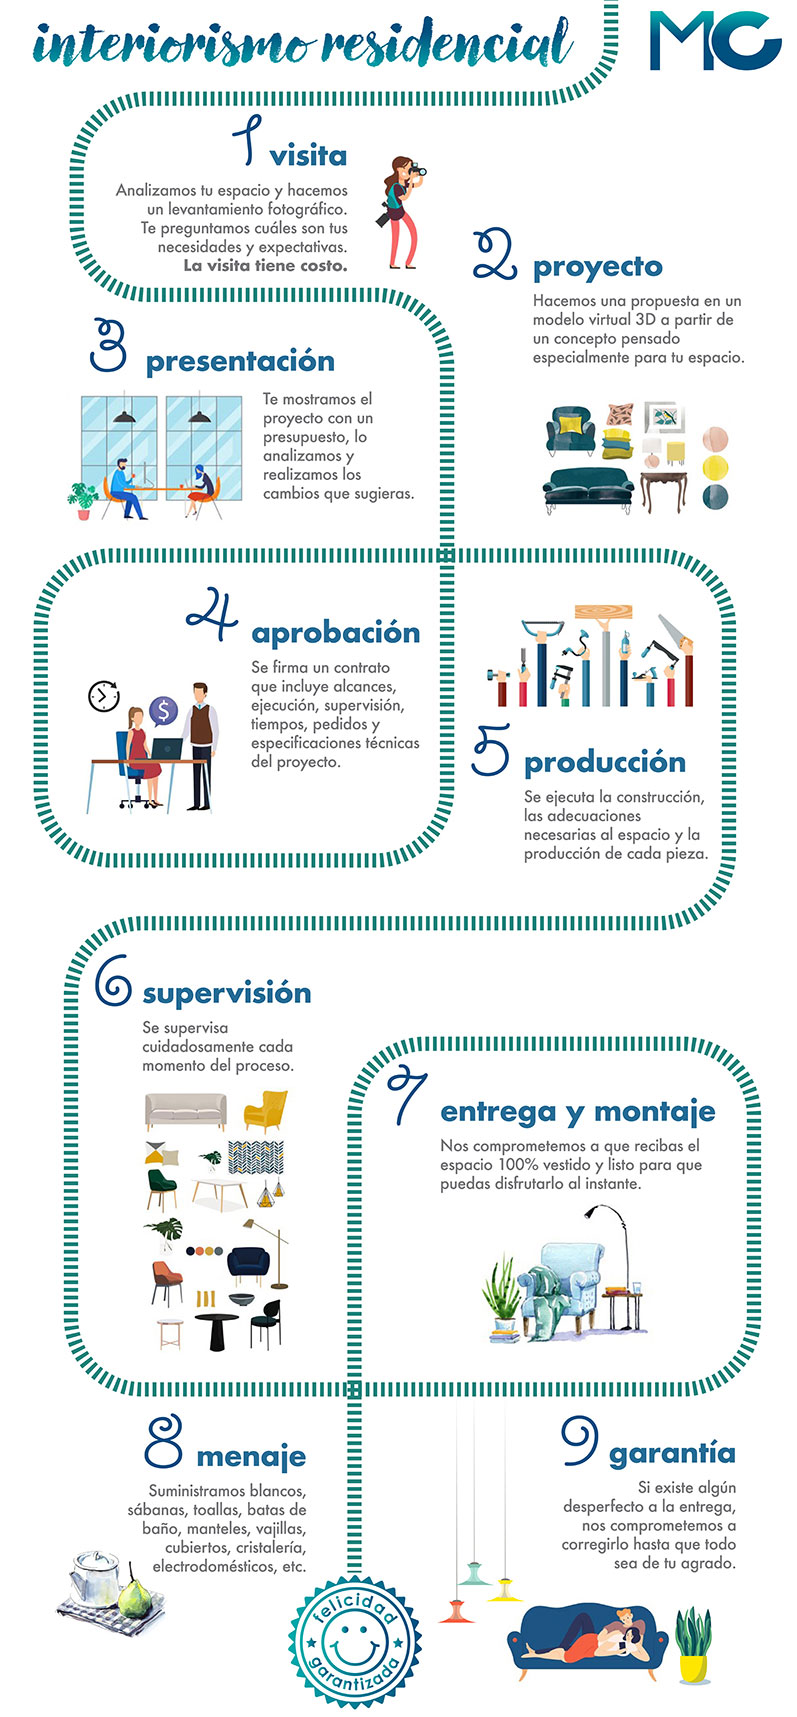 interiorismo residencial
MC
1 visita
Analizamos tu espacio y hacemos
un levantamiento fotográfico.
Te preguntamos cuáles son tus
necesidades y expectativas.
La visita tiene costo.
2 proyecto
Hacemos una propuesta en un
modelo virtual 3D a partir de
un concepto pensado
especialmente para tu espacio.
3 presentación
Te mostramos el
proyecto con un
presupuesto, lo
analizamos y
realizamos los
cambios que sugieras.
4 aprobación
Se firma un contrato
que incluye alcances,
ejecución, supervisión,
tiempos, pedidos y
especificaciones técnicas
del proyecto.
$
5 producción
Se ejecuta la construcción,
las adecuaciones
necesarias al espacio y la
producción de cada pieza.
6 supervisión
Se supervisa
cuidadosamente cada
momento del proceso.
7 entrega y montaje
Nos comprometemos a que recibas el
espacio 100% vestido y listo para que
puedas disfrutarlo al instante.
8 menaje
Suministramos blancos,
sábanas, toallas, batas de
baño, manteles, vajillas,
cubiertos, cristalería,
electrodomésticos, etc.
9 garantía
Si existe algún
desperfecto a la entrega,
nos comprometemos a
corregirlo hasta que todo
sea de tu agrado.
felicidad
garantizada